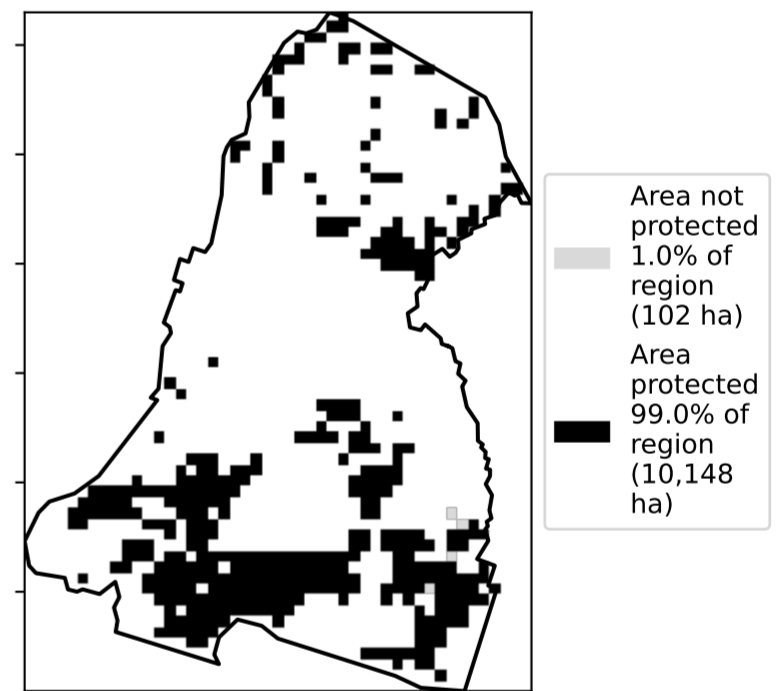 Area not
protected
1.0% of
region
(102 ha)
Area
protected
99.0% of
region
(10,148
ha)